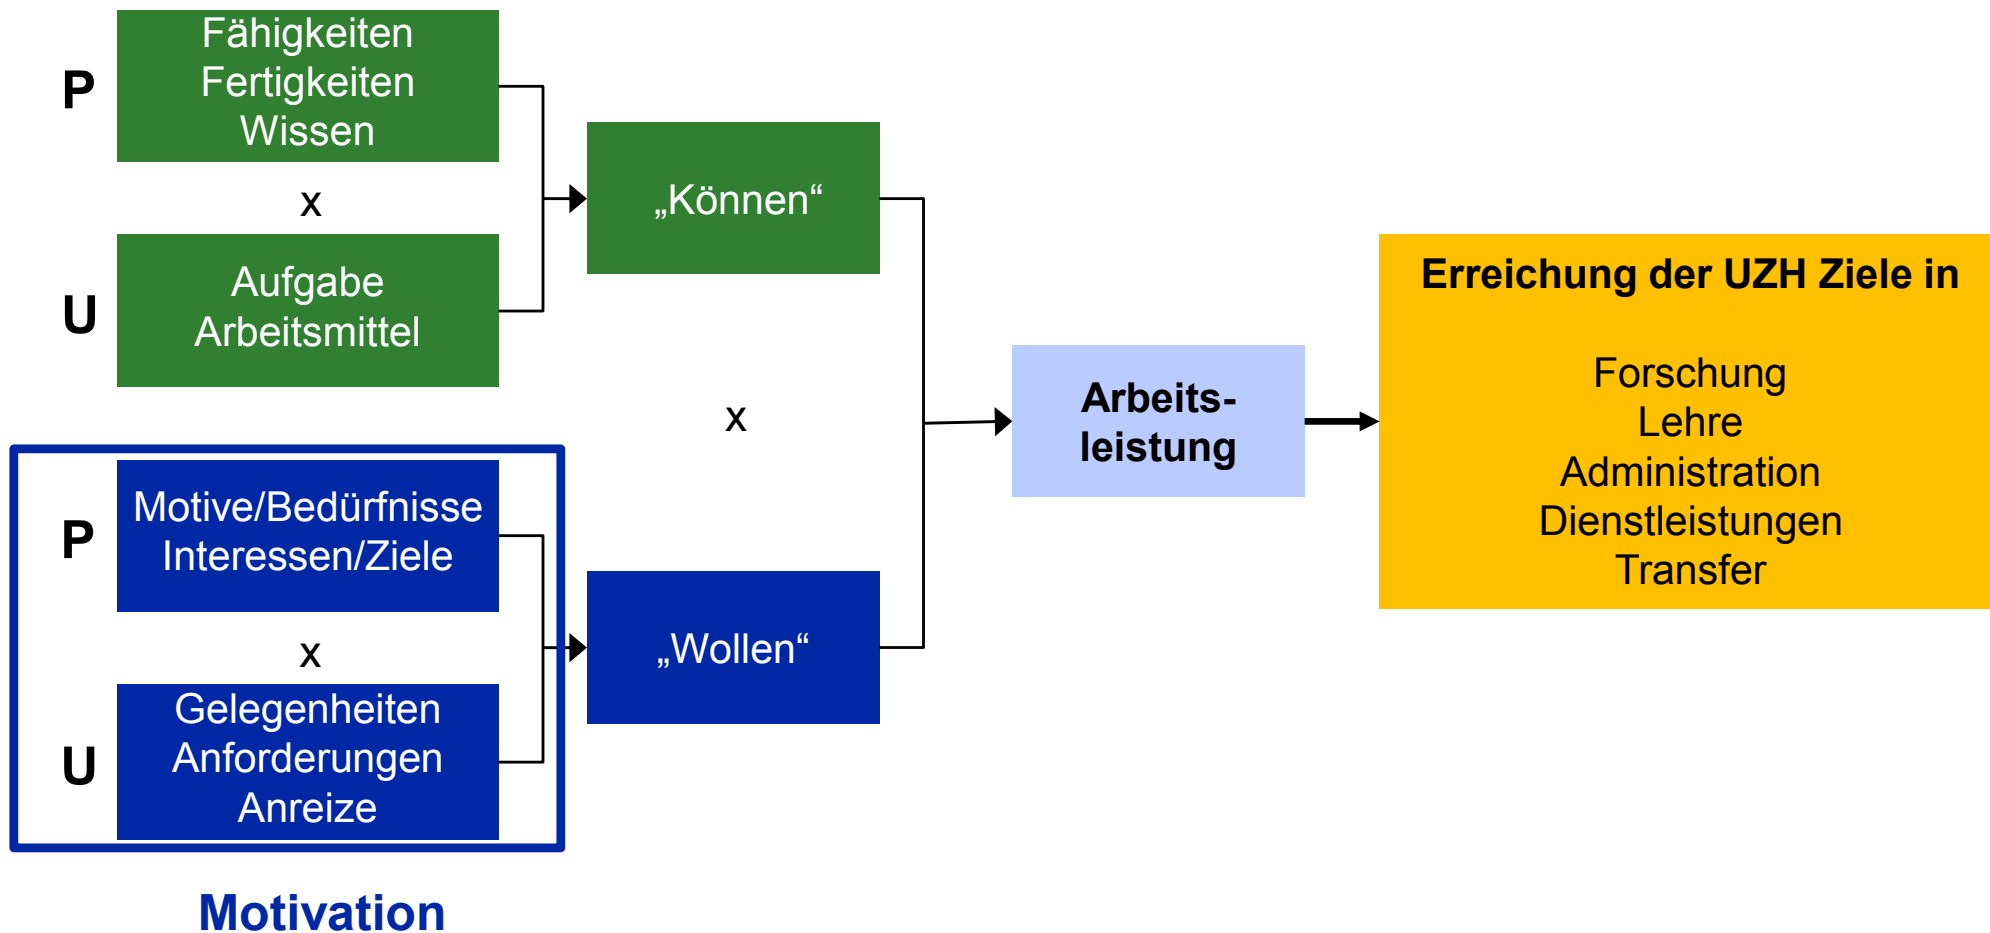 P
Fähigkeiten
Fertigkeiten
Wissen
x
U
Aufgabe
Arbeitsmittel
„Können“
x
P
Motive/Bedürfnisse
Interessen/Ziele
x
U
Gelegenheiten
Anforderungen
Anreize
„Wollen“
Motivation
Arbeits-
leistung
Erreichung der UZH Ziele in
Forschung
Lehre
Administration
Dienstleistungen
Transfer